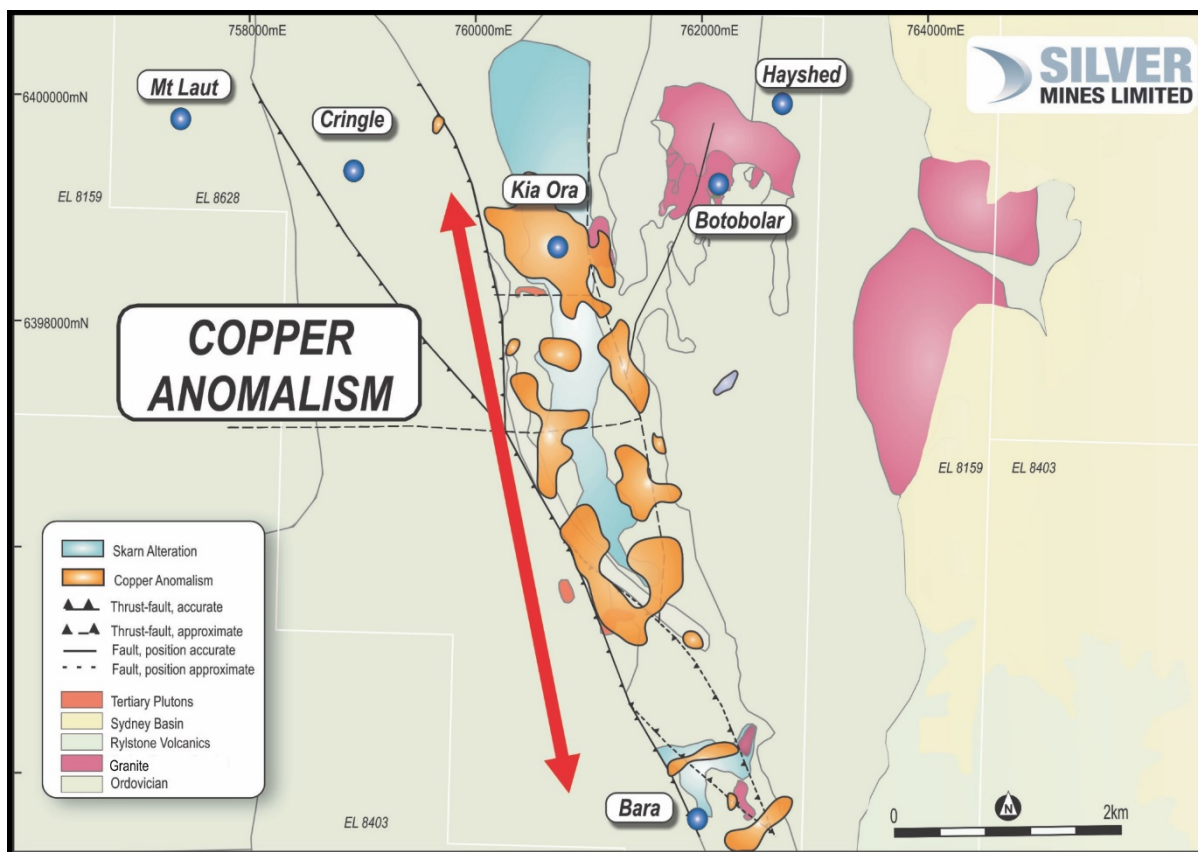 758000mE
760000mE
762000mE
764000mE
SILVER
MINES LIMITED
6400000mN
Mt Laut
Cringle
Hayshed
Kia Ora
Botobolar
EL 8159
EL 8628
6398000mN
COPPER
ANOMALISM
EL 8159
EL 8403
Skarn Alteration
Copper Anomalism
Thrust-fault, accurate
Thrust-fault, approximate
Fault, position accurate
Fault, position approximate
Tertiary Plutons
Sydney Basin
Rylstone Volcanics
Granite
Ordovician
Bara
EL 8403
N
0
2km